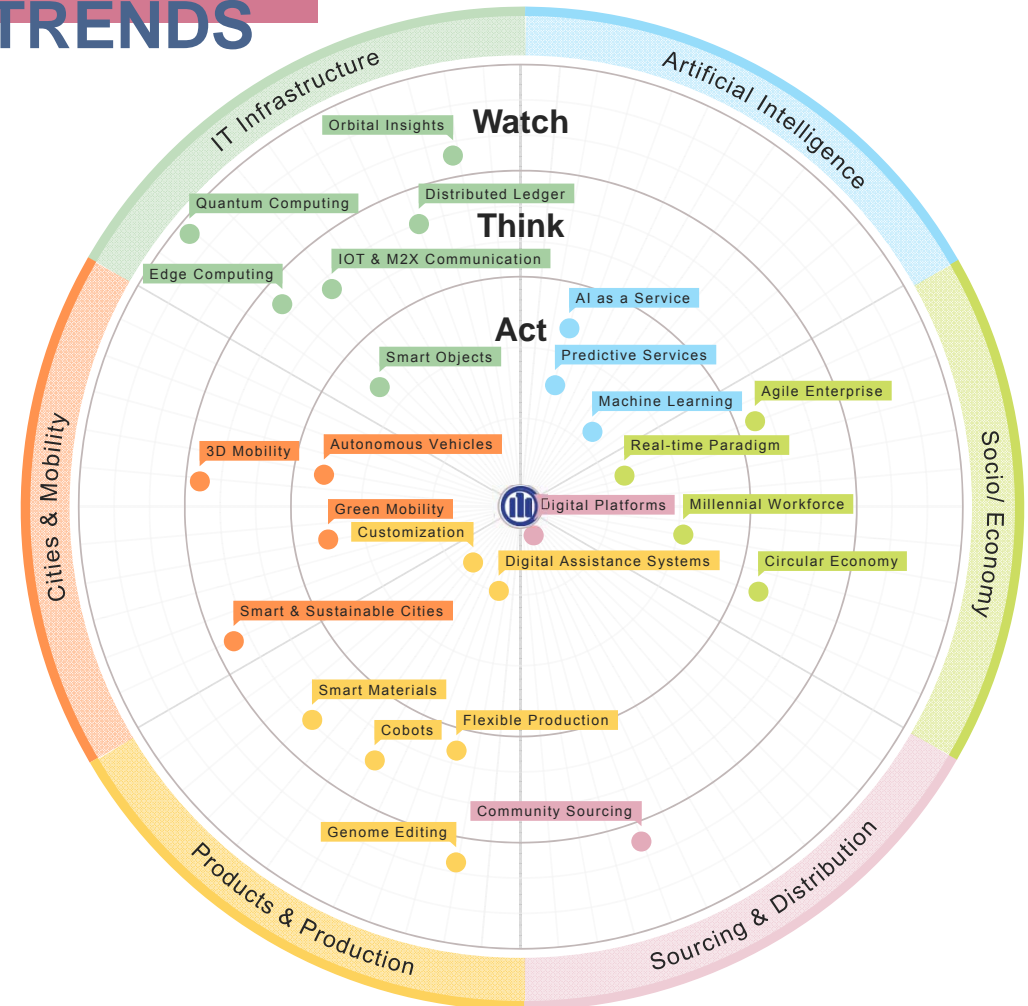 TRENDS
IT Infrastructure
Artificial Intelligence
Orbital Insights
Watch
Quantum Computing
Distributed Ledger
Think
Edge Computing
IOT & M2X Communication
AI as a Service
Act
Smart Objects
Predictive Services
Agile Enterprise
Machine Learning
3D Mobility
Autonomous Vehicles
Real-time Paradigm
Cities & Mobility
Socio/ Economy
Green Mobility
Digital Platforms
Millennial Workforce
Customization
Digital Assistance Systems
Circular Economy
Smart & Sustainable Cities
Smart Materials
Cobots
Flexible Production
Community Sourcing
Genome Editing
Products & Production
Sourcing & Distribution